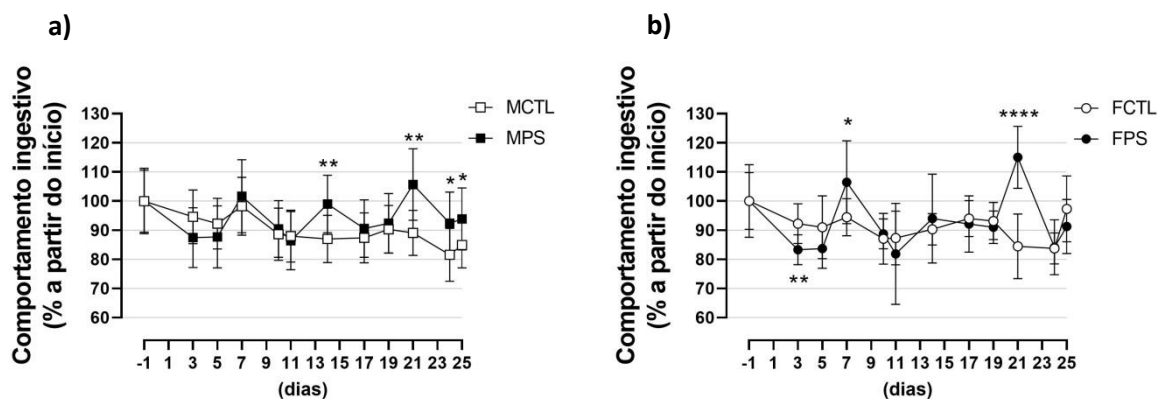 a)
Comportamento ingestivo
(% a partir do início)
130
120
110
100
90
80
70
60
-1 1 3 5 7 9 11 13 15 17 19 21 23 25
(dias)
MCTL
MPS
**
**
*
*
b)
Comportamento ingestivo
(% a partir do início)
130
120
110
100
90
80
70
60
-1 1 3 5 7 9 11 13 15 17 19 21 23 25
(dias)
FCTL
FPS
*
****
**